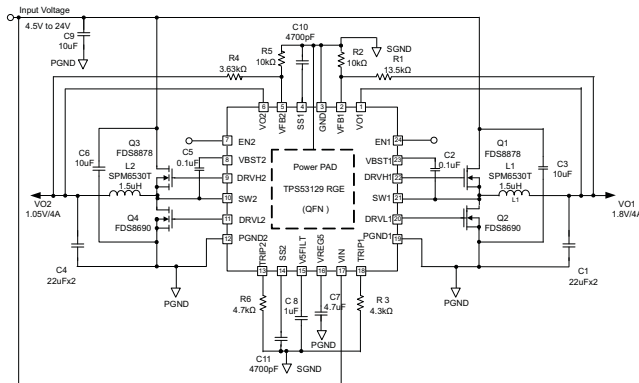 Input Voltage
4.5V to 24V
C9
10uF
PGND
C10
4700pF
SGND
R5
10kΩ
R2
10kΩ
R4
3.63kΩ
R1
13.5kΩ
6
5
4
3
2
1
VO2
VFB2
SS1
GND
VFB1
VO1
7
EN2
EN1
24
Q3
FDS8878
Q1
FDS8878
C6
10uF
L2
SPM6530T
1.5uH
C5
0.1uF
8
VBST2
Power PAD
VBST1
23
C2
0.1uF
L1
SPM6530T
1.5uH
L1
C3
10uF
9
DRVH2
TPS53129 RGE
DRVH1
22
VO2
1.05V/4A
10
SW2
(QFN )
SW1
21
VO1
1.8V/4A
Q4
FDS8690
11
DRVL2
DRVL1
20
Q2
FDS8690
12
PGND2
PGND1
19
C4
22uFx2
PGND
TRIP2
SS2
V5FILT
VREG5
VIN
TRIP1
PGND
C1
22uFx2
13
14
15
16
17
18
R6
4.7kΩ
C 8
1uF
C7
4.7uF
R 3
4.3kΩ
PGND
C11
4700pF
SGND